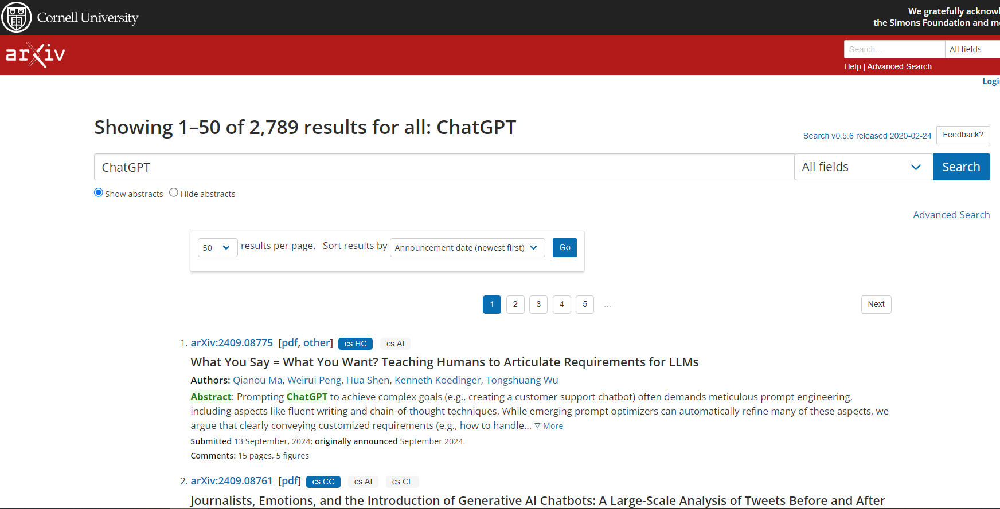 Cornell University
We gratefully acknowl
the Simons Foundation and m
arXiv
Search...
All fields
Help | Advanced Search
Logi
Showing 1–50 of 2,789 results for all: ChatGPT
Search v0.5.6 released 2020-02-24
Feedback?
ChatGPT
All fields
Search
Show abstracts
Hide abstracts
Advanced Search
50 results per page. Sort results by Announcement date (newest first) Go
1 2 3 4 5 ...
Next
1. arXiv:2409.08775 [pdf, other] cs.HC cs.AI
What You Say = What You Want? Teaching Humans to Articulate Requirements for LLMs
Authors: Qianou Ma, Weirui Peng, Hua Shen, Kenneth Koedinger, Tongshuang Wu
Abstract: Prompting ChatGPT to achieve complex goals (e.g., creating a customer support chatbot) often demands meticulous prompt engineering,
including aspects like fluent writing and chain-of-thought techniques. While emerging prompt optimizers can automatically refine many of these aspects, we
argue that clearly conveying customized requirements (e.g., how to handle... ▽ More
Submitted 13 September, 2024; originally announced September 2024.
Comments: 15 pages, 5 figures
2. arXiv:2409.08761 [pdf] cs.CC cs.AI cs.CL
Journalists, Emotions, and the Introduction of Generative AI Chatbots: A Large-Scale Analysis of Tweets Before and After